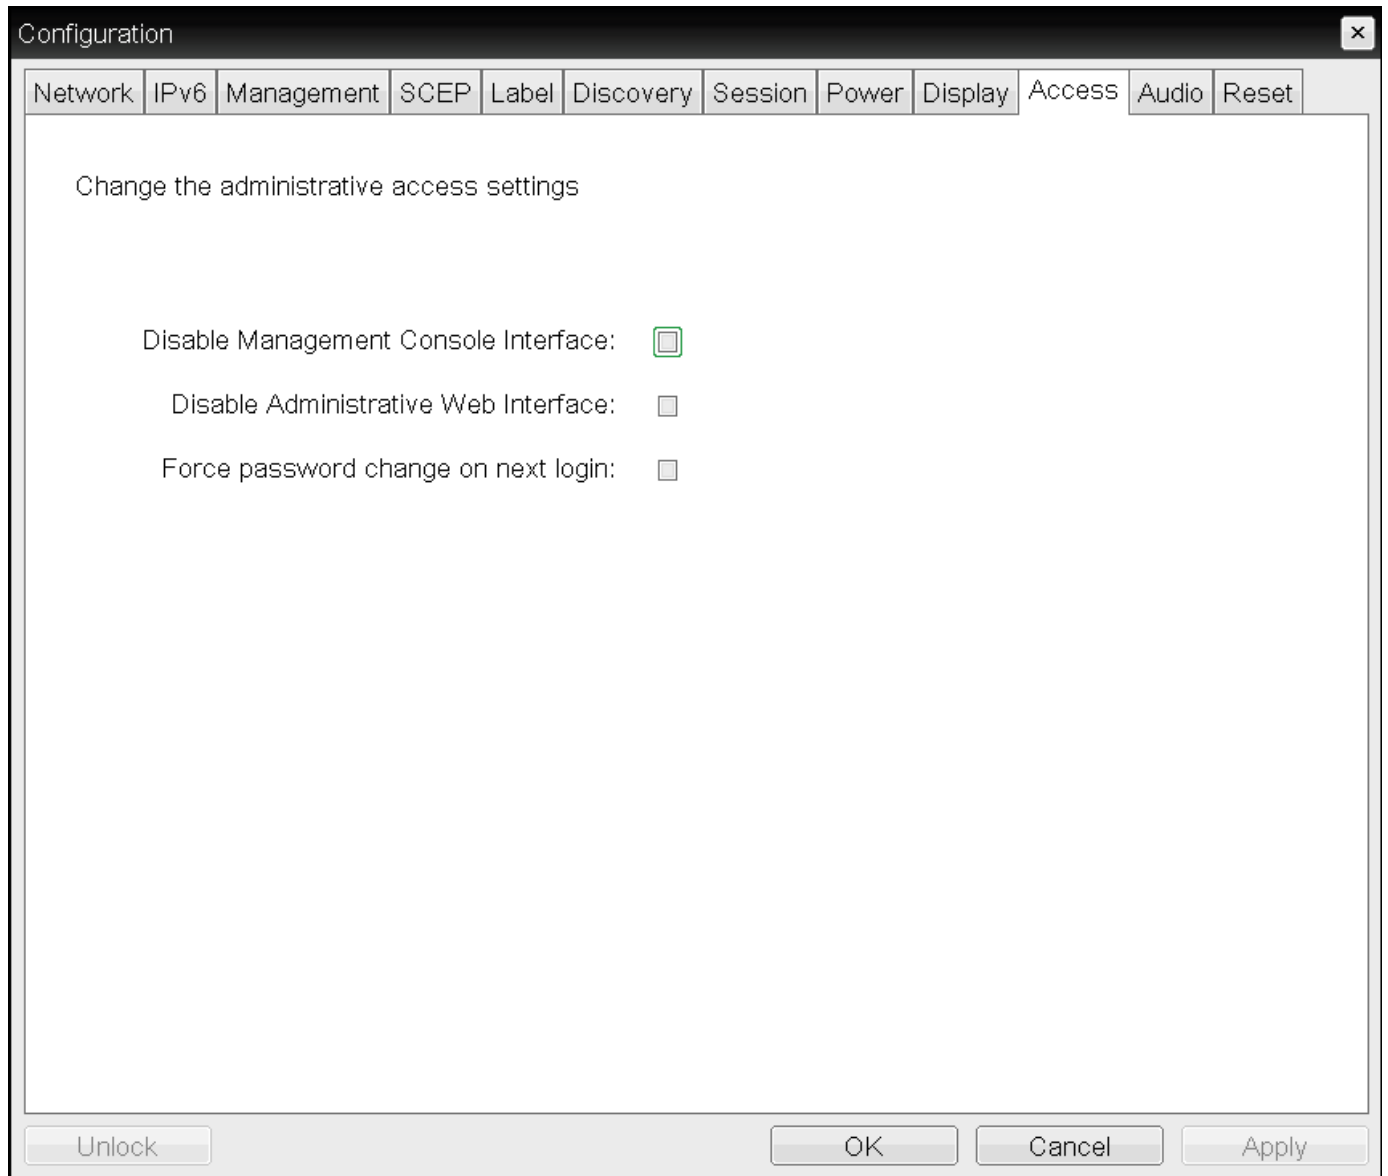 Configuration
Network IPv6 Management SCEP Label Discovery Session Power Display Access Audio Reset
Change the administrative access settings
Disable Management Console Interface:
Disable Administrative Web Interface:
Force password change on next login:
Unlock OK Cancel Apply